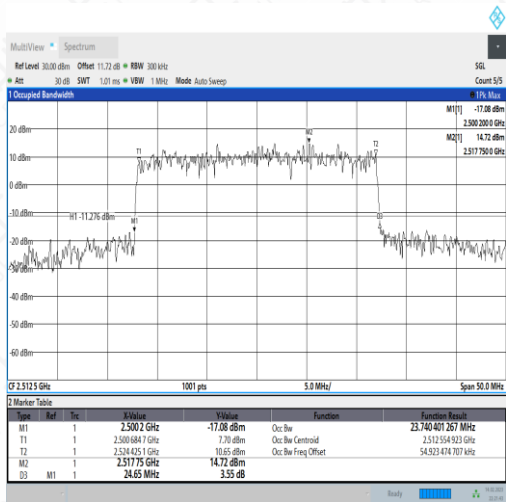 MultiView Spectrum
Ref Level 30.00 dBm Offset 11.72 dB RBW 300 kHz SGL
Att 30 dB SWT 1.01 ms VBW 1 MHz Mode Auto Sweep Count 5/5
1 Occupied Bandwidth 1Pk Max
M1[1] -17.08 dBm
2.500 200 0 GHz
M2[1] 14.72 dBm
2.517 750 0 GHz
20 dBm
M2
T1
T2
10 dBm
0 dBm
-10 dBm
H1 -11.276 dBm
M1
D3
-20 dBm
-30 dBm
-40 dBm
-50 dBm
-60 dBm
CF 2.512 5 GHz 1001 pts 5.0 MHz/ Span 50.0 MHz
2 Marker Table
Type Ref Trc X-Value Y-Value Function Function Result
M1 1 2.500 2 GHz -17.08 dBm Occ Bw 23.740 401 267 MHz
T1 1 2.500 684 7 GHz 7.70 dBm Occ Bw Centroid 2.512 554 923 GHz
T2 1 2.524 425 1 GHz 10.65 dBm Occ Bw Freq Offset 54.923 474 707 kHz
M2 1 2.517 75 GHz 14.72 dBm
D3 M1 1 24.65 MHz 3.55 dB
Ready